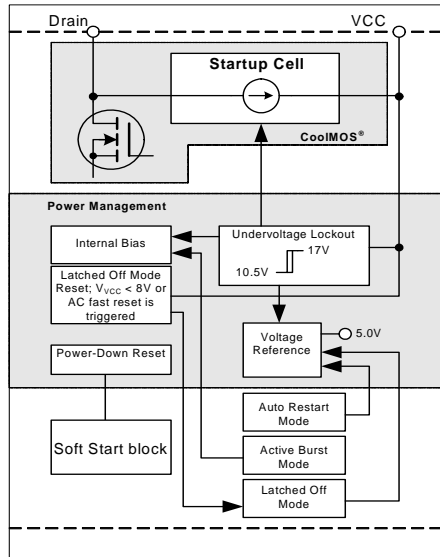 Drain
VCC
Startup Cell
CoolMOS®
Power Management
Internal Bias
Undervoltage Lockout
17V
10.5V
Latched Off Mode
Reset; VVCC < 8V or
AC fast reset is
triggered
Voltage
Reference
5.0V
Power-Down Reset
Auto Restart
Mode
Soft Start block
Active Burst
Mode
Latched Off
Mode